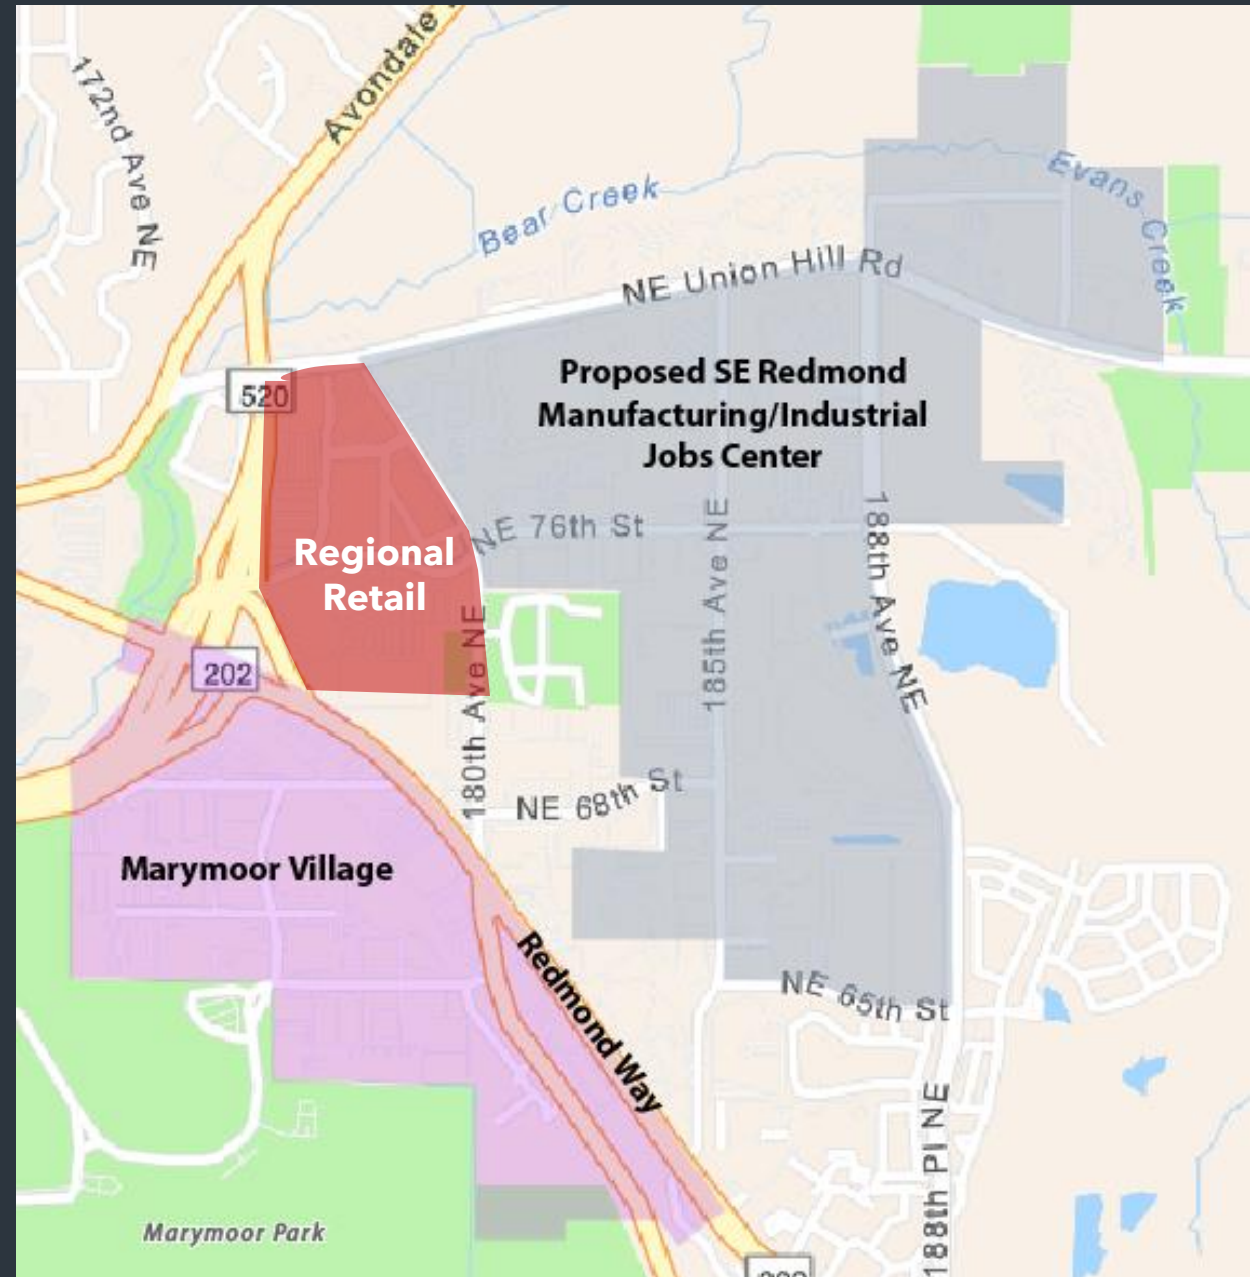 Avondale
172nd Ave NE
Bear Creek
Evans Creek
NE Union Hill Rd
Proposed SE Redmond
Manufacturing/Industrial
Jobs Center
520
NE 76th St
Regional
Retail
185th Ave NE
188th Ave NE
180th Ave NE
202
NE 68th St
Marymoor Village
Redmond Way
NE 65th St
188th Pl NE
Marymoor Park